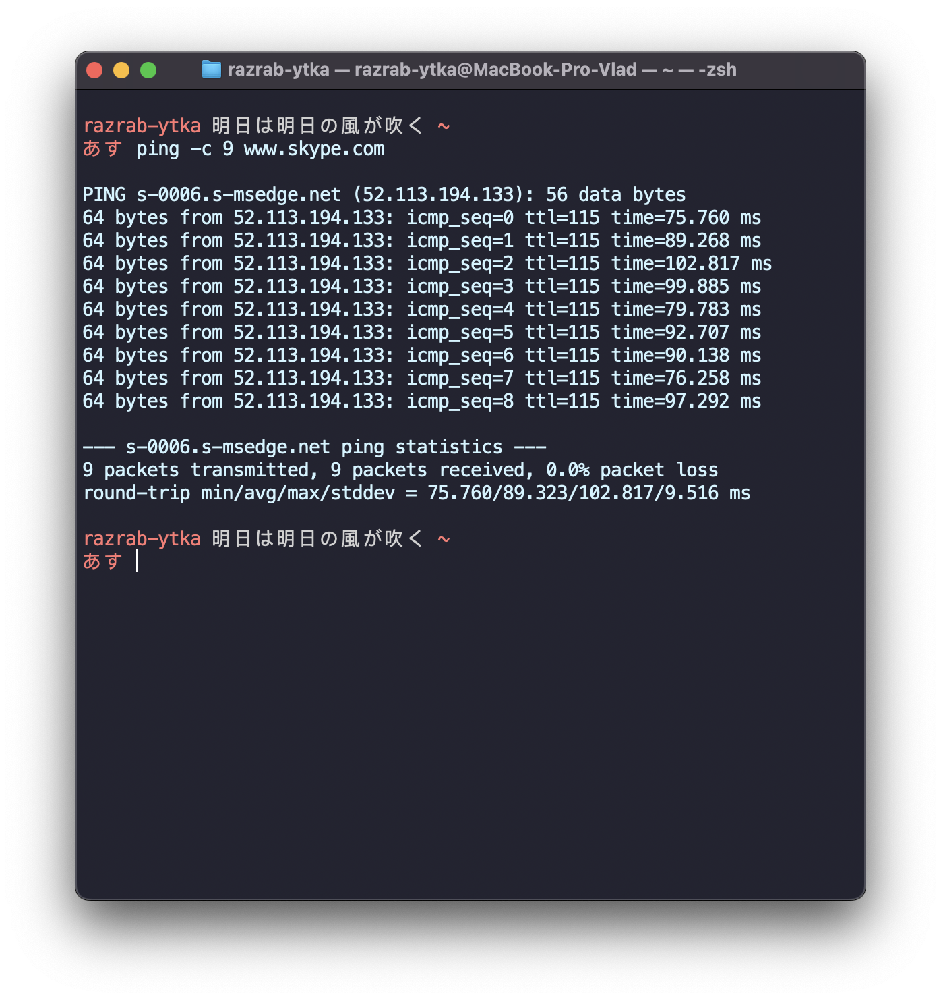 razrab-ytka — razrab-ytka@MacBook-Pro-Vlad — ~ — -zsh
razrab-ytka 明日は明日の風が吹く ~
あす ping -c 9 www.skype.com
PING s-0006.s-msedge.net (52.113.194.133): 56 data bytes
64 bytes from 52.113.194.133: icmp_seq=0 ttl=115 time=75.760 ms
64 bytes from 52.113.194.133: icmp_seq=1 ttl=115 time=89.268 ms
64 bytes from 52.113.194.133: icmp_seq=2 ttl=115 time=102.817 ms
64 bytes from 52.113.194.133: icmp_seq=3 ttl=115 time=99.885 ms
64 bytes from 52.113.194.133: icmp_seq=4 ttl=115 time=79.783 ms
64 bytes from 52.113.194.133: icmp_seq=5 ttl=115 time=92.707 ms
64 bytes from 52.113.194.133: icmp_seq=6 ttl=115 time=90.138 ms
64 bytes from 52.113.194.133: icmp_seq=7 ttl=115 time=76.258 ms
64 bytes from 52.113.194.133: icmp_seq=8 ttl=115 time=97.292 ms
--- s-0006.s-msedge.net ping statistics ---
9 packets transmitted, 9 packets received, 0.0% packet loss
round-trip min/avg/max/stddev = 75.760/89.323/102.817/9.516 ms
razrab-ytka 明日は明日の風が吹く ~
あす